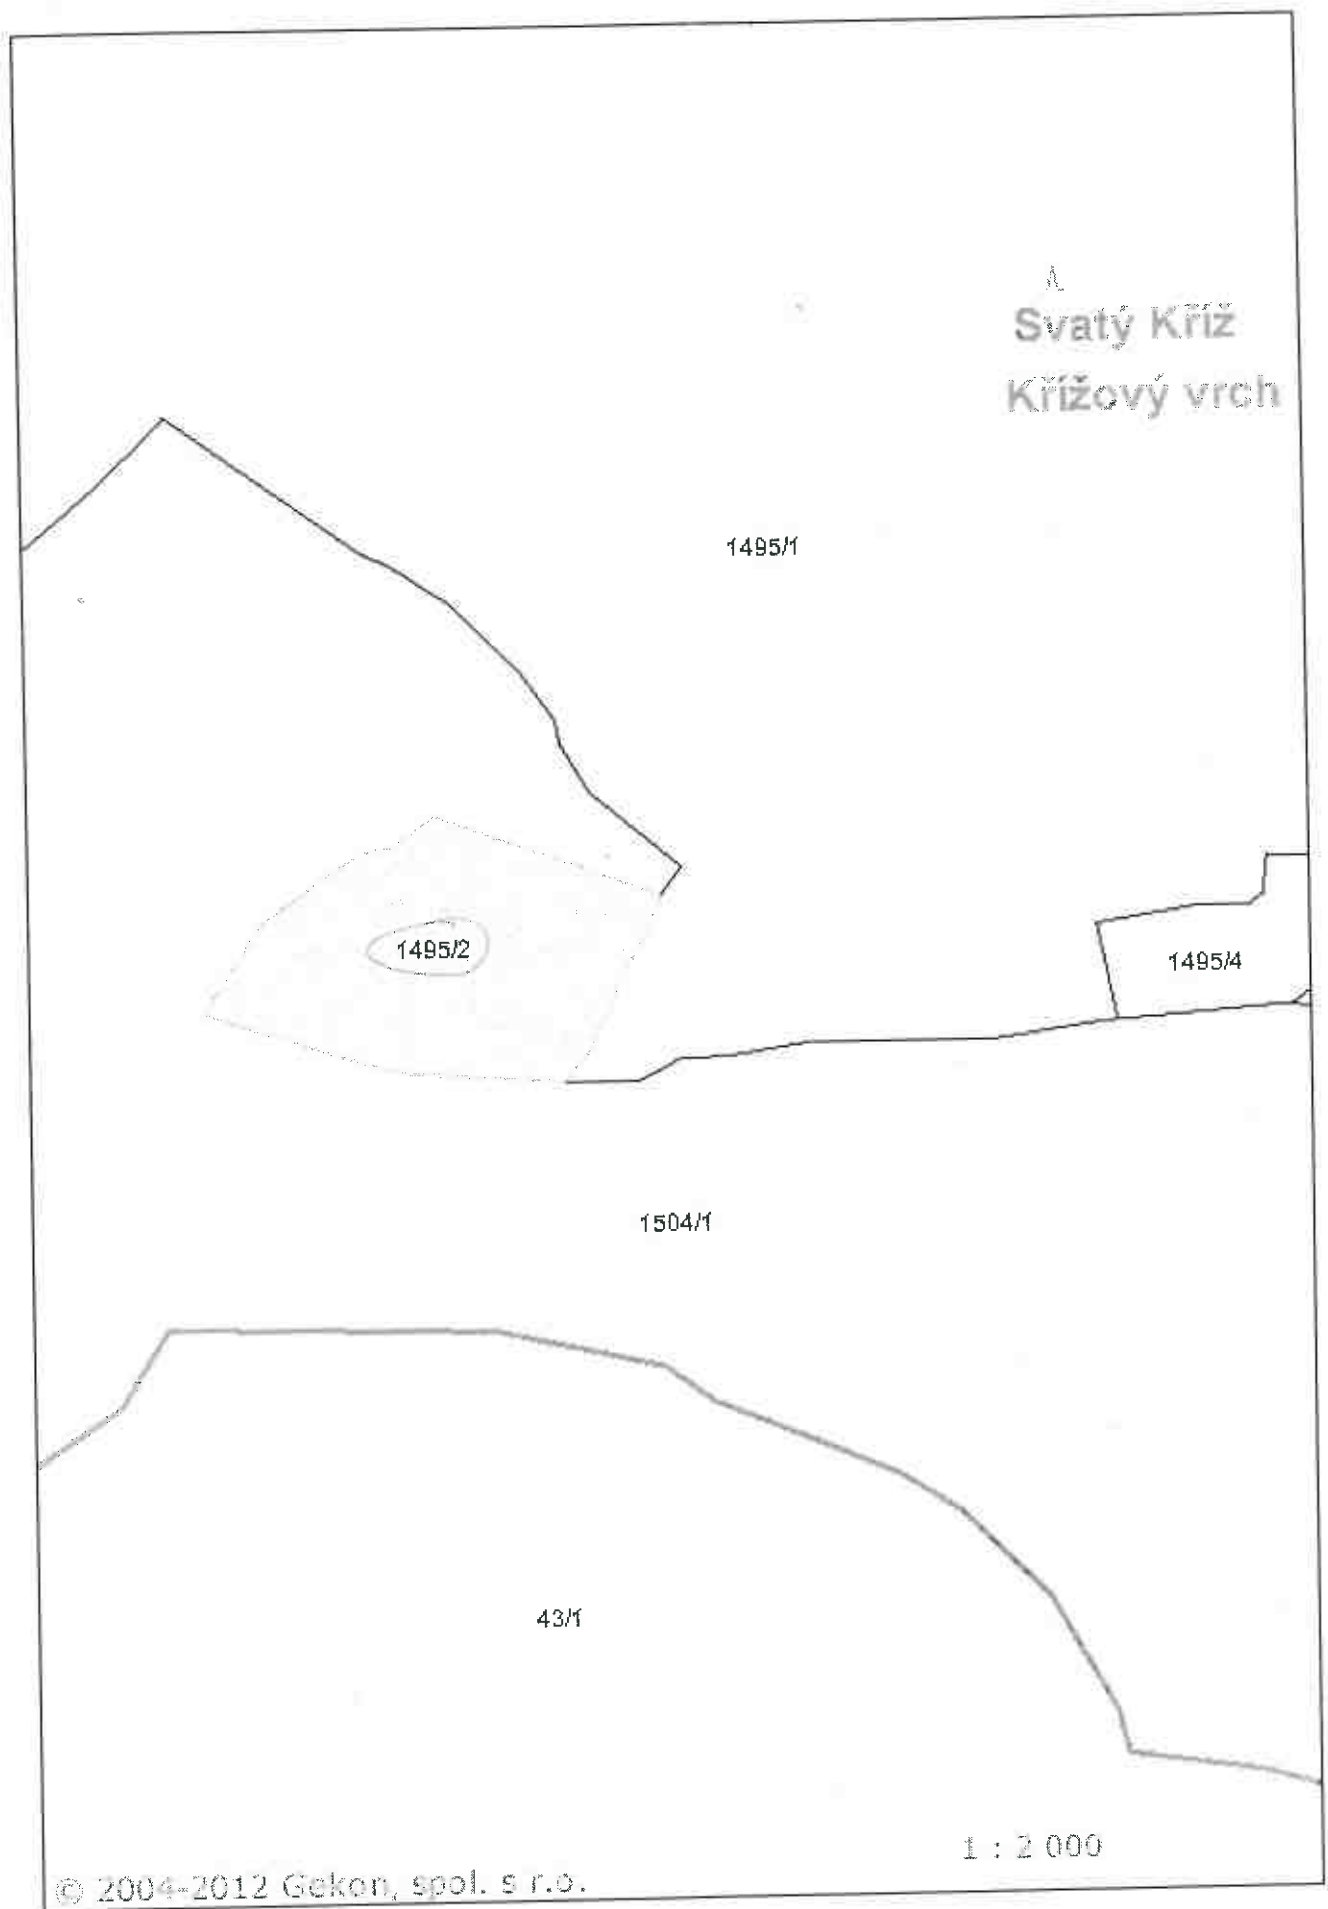 Svatý Kříž
Křížový vrch
1495/1
1495/2
1495/4
1504/1
43/1
1 : 2 000
© 2004-2012 Gekon, spol. s r.o.